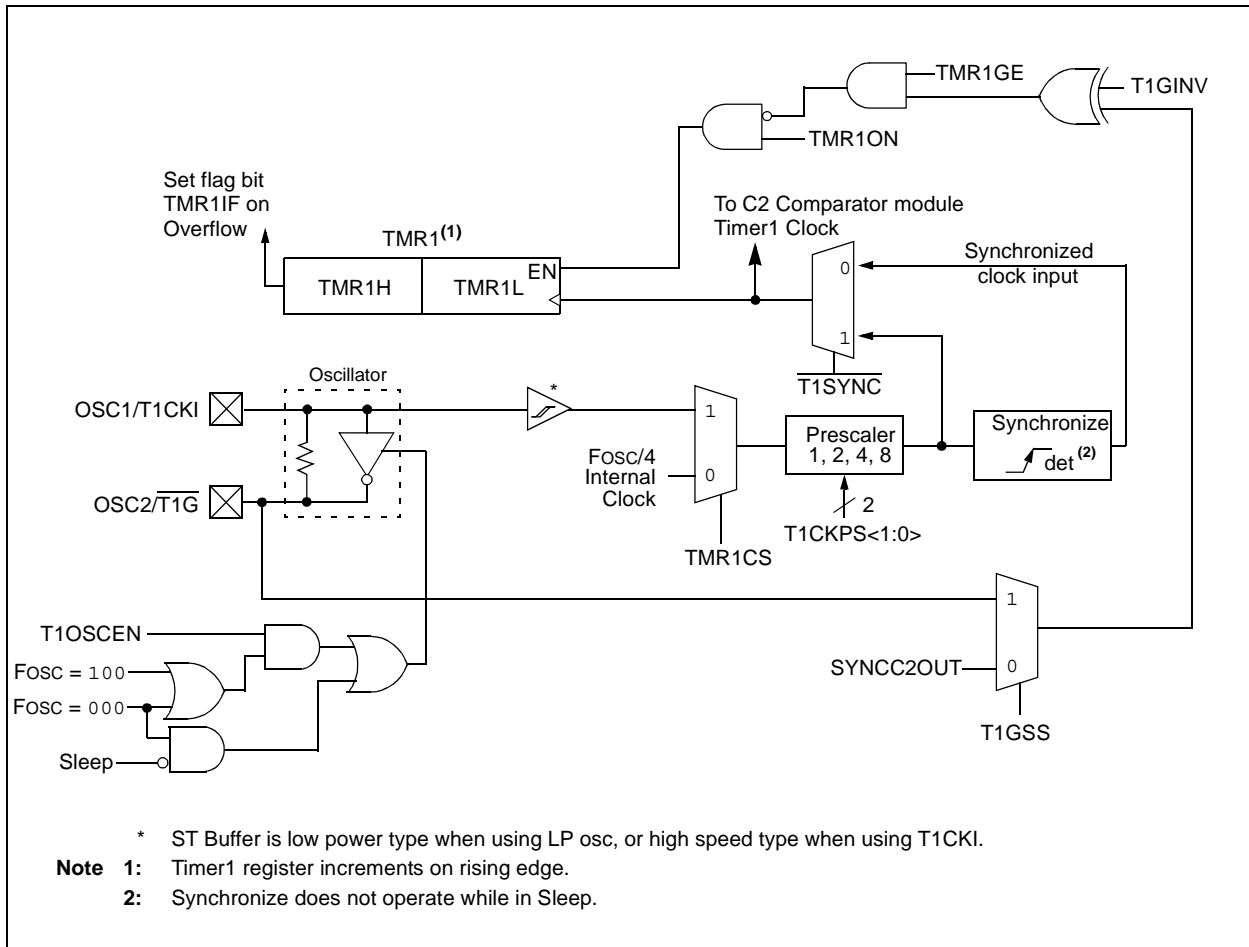 TMR1GE
T1GINV
TMR1ON
Set flag bit
TMR1IF on
Overflow
To C2 Comparator module
Timer1 Clock
TMR1(1)
EN
TMR1H
TMR1L
0
1
Synchronized
clock input
T1SYNC
Oscillator
*
OSC1/T1CKI
OSC2/T1G
1
0
FOSC/4
Internal
Clock
TMR1CS
Prescaler
1, 2, 4, 8
2
T1CKPS<1:0>
Synchronize
det (2)
1
0
SYNCC2OUT
T1GSS
T1OSCEN
FOSC = 100
FOSC = 000
Sleep
* ST Buffer is low power type when using LP osc, or high speed type when using T1CKI.
Note 1: Timer1 register increments on rising edge.
2: Synchronize does not operate while in Sleep.